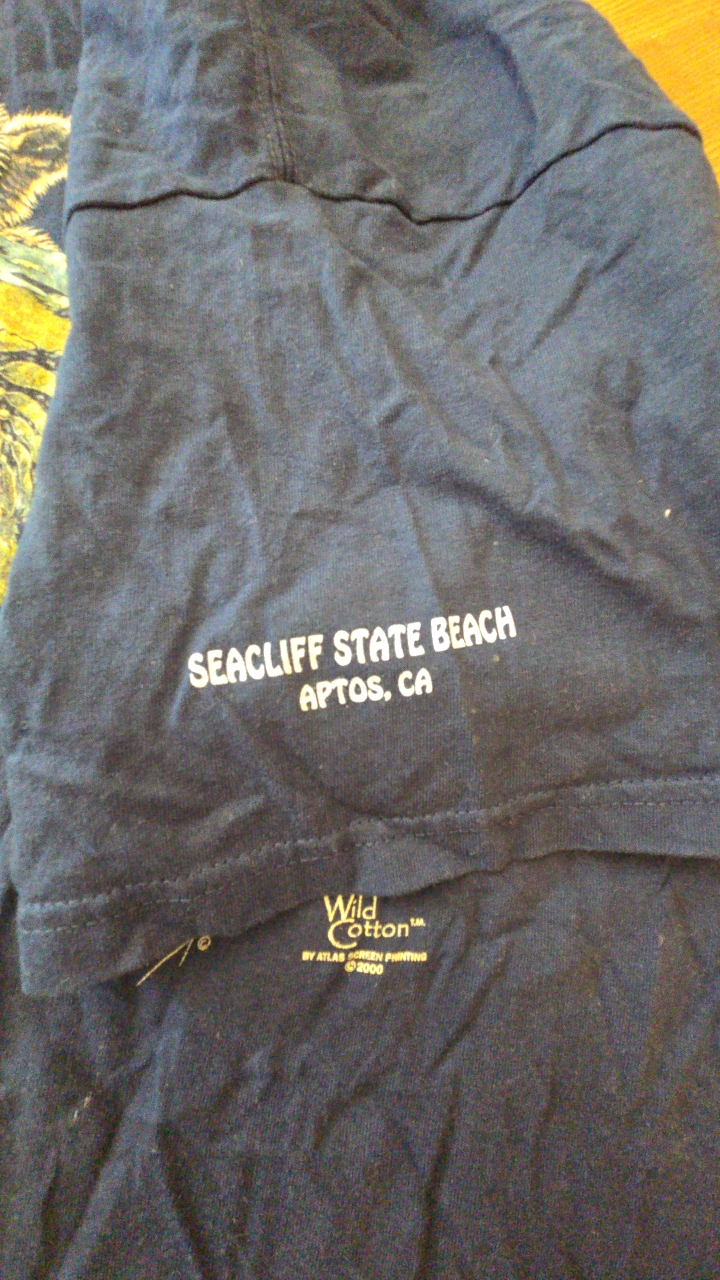 SEACLIFF STATE BEACH
APTOS, CA
Wild
Cotton™
BY ATLAS SCREEN PRINTING
© 2000
©